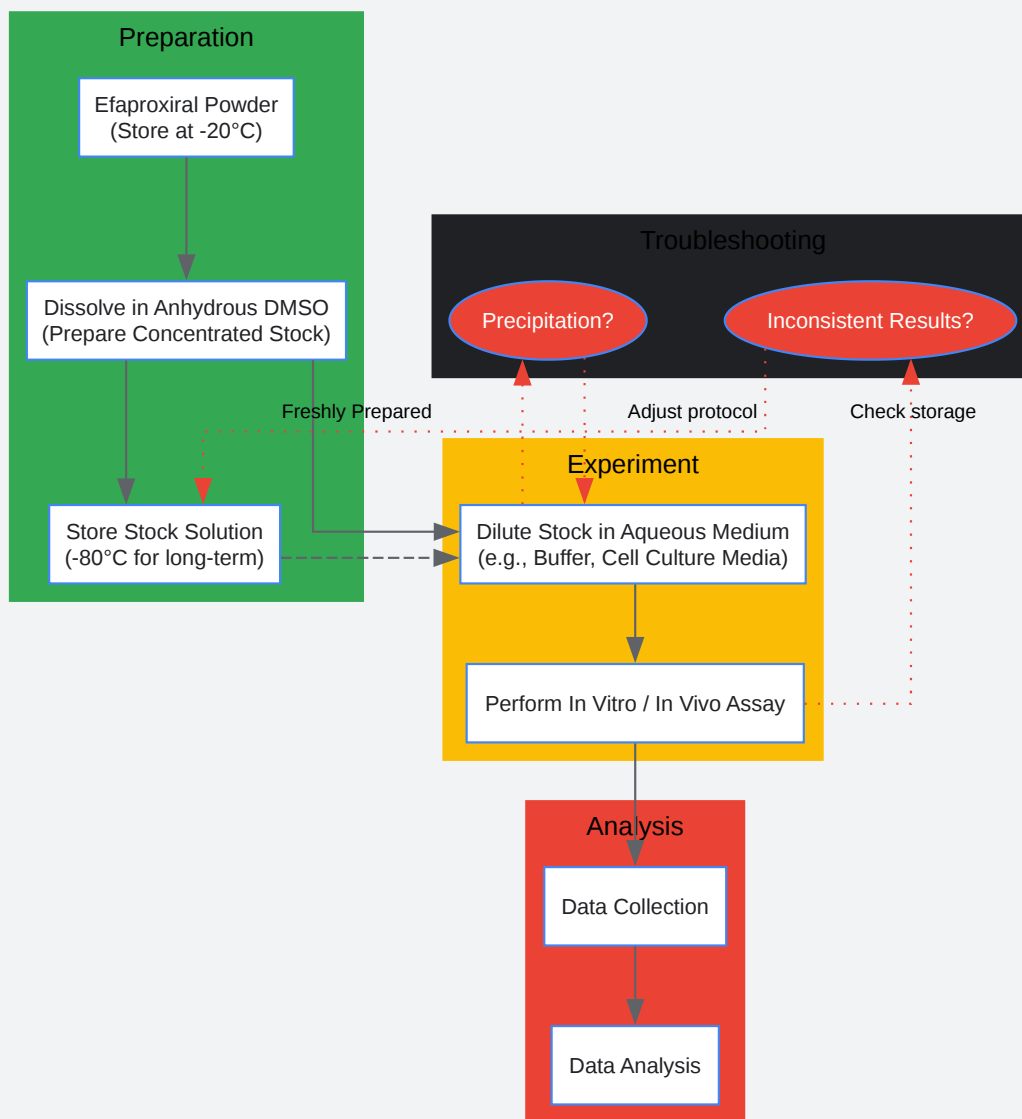 Preparation
Efaproxiral Powder
(Store at -20°C)
Troubleshooting
Dissolve in Anhydrous DMSO
(Prepare Concentrated Stock)
Precipitation?
Inconsistent Results?
Freshly Prepared
Adjust protocol
Check storage
Experiment
Store Stock Solution
(-80°C for long-term)
Dilute Stock in Aqueous Medium
(e.g., Buffer, Cell Culture Media)
Perform In Vitro / In Vivo Assay
Analysis
Data Collection
Data Analysis